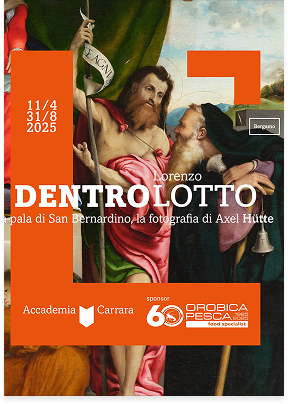 E AGNU
11/4
31/8
2025
Bergamo
Lorenzo
DENTROLOTTO
a pala di San Bernardino, la fotografia di Axel Hütte
Accademia Carrara
sponsor
60 OROBICA
PESCA
food specialist